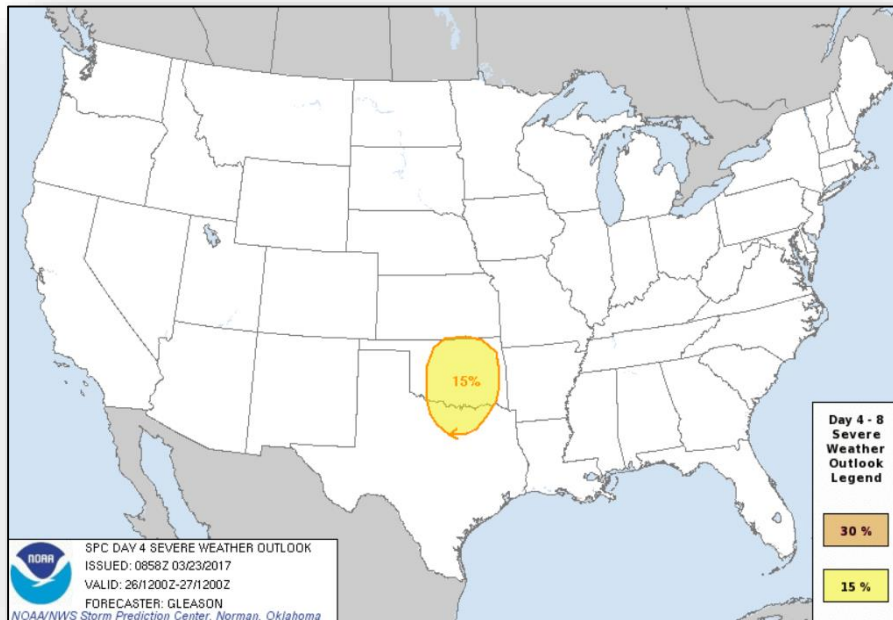 15%
Day 4 - 8
Severe
Weather
Outlook
Legend
30 %
15 %
NOAA
SPC DAY 4 SEVERE WEATHER OUTLOOK
ISSUED: 0858Z 03/23/2017
VALID: 26/1200Z-27/1200Z
FORECASTER: GLEASON
NOAA/NWS Storm Prediction Center, Norman, Oklahoma